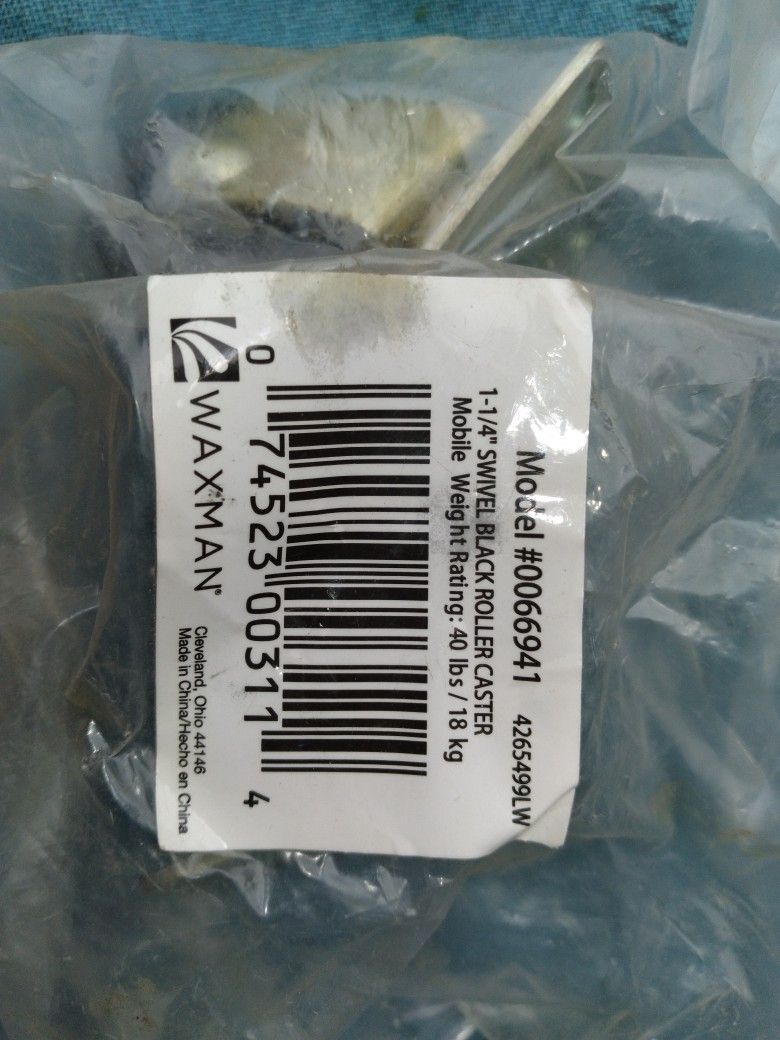 Model #0066941 4265499LW
1-1/4" SWIVEL BLACK ROLLER CASTER
Mobile Weight Rating: 40 lbs / 18 kg
0 74523 00311 4
WAXMAN®
Cleveland, Ohio 44146
Made in China/Hecho en China